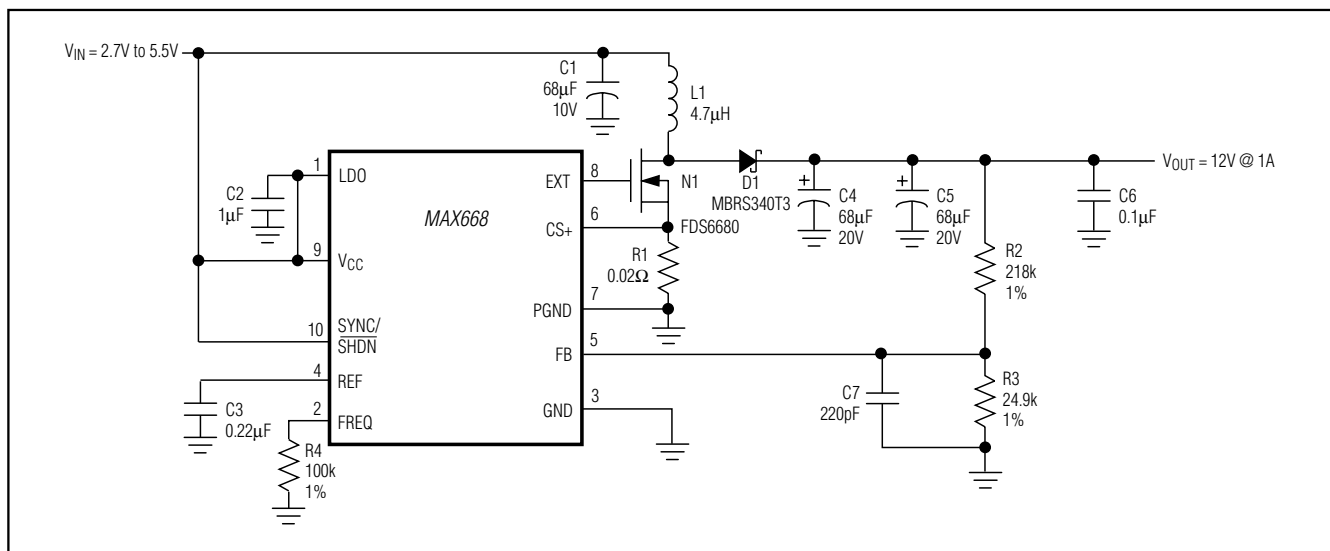 V_IN = 2.7V to 5.5V
C1
68μF
10V
L1
4.7μH
1
LDO
C2
1μF
MAX668
EXT
8
N1
FDS6680
D1
MBRS340T3
C4
68μF
20V
+
C5
68μF
20V
+
V_OUT = 12V @ 1A
C6
0.1μF
CS+
6
9
V_CC
R1
0.02Ω
R2
218k
1%
PGND
7
10
SYNC/
SHDN
FB
5
4
REF
C3
0.22μF
C7
220pF
R3
24.9k
1%
GND
3
2
FREQ
R4
100k
1%